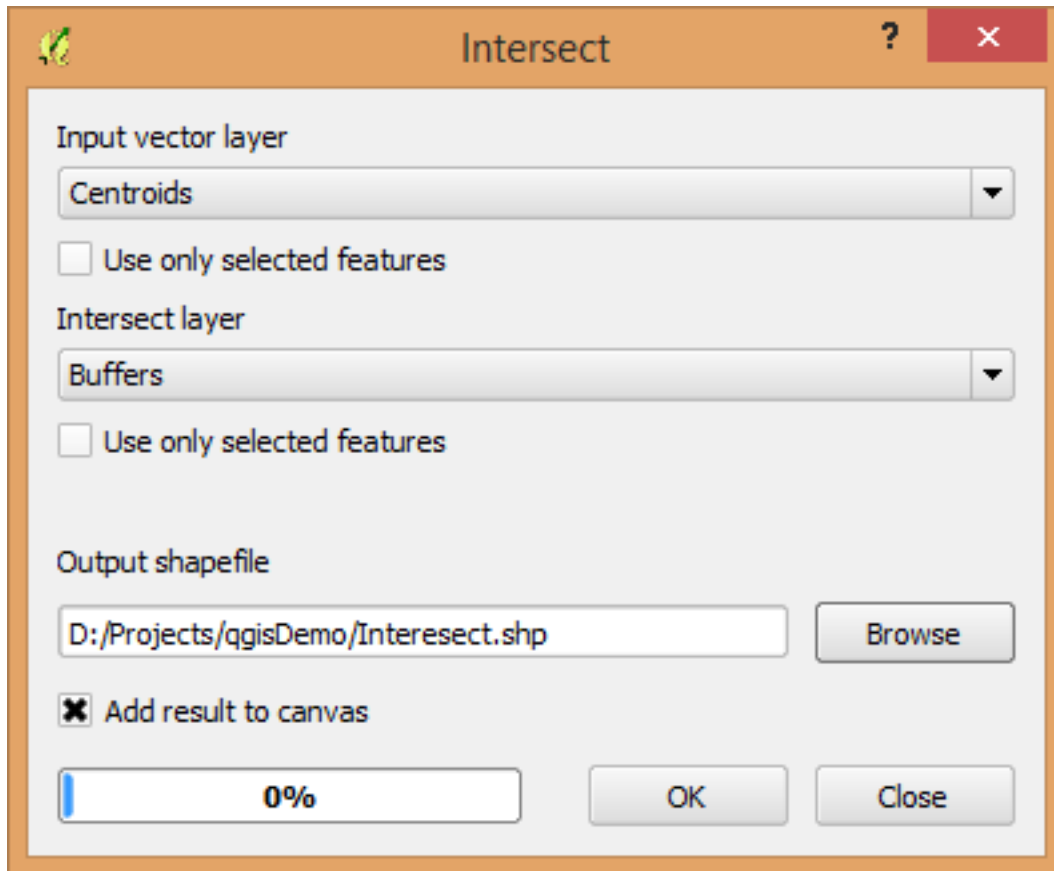 Intersect ?
Input vector layer
Centroids
Use only selected features
Intersect layer
Buffers
Use only selected features
Output shapefile
D:/Projects/qgisDemo/Interesect.shp Browse
Add result to canvas
0% OK Close